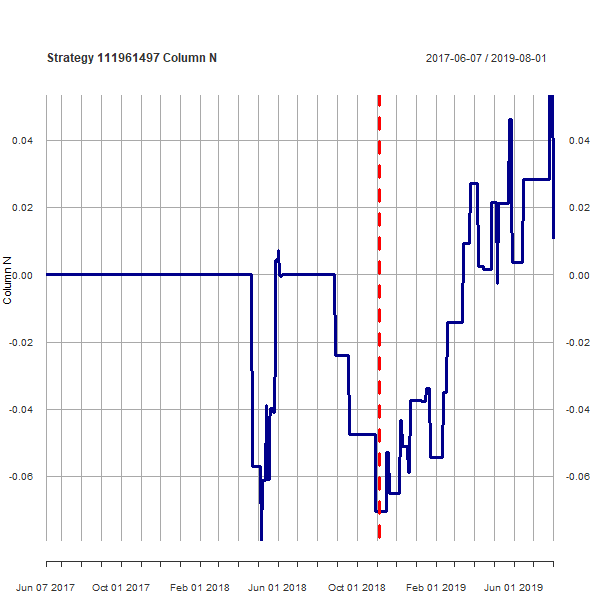 Strategy 111961497 Column N
2017-06-07 / 2019-08-01
0.04
0.04
0.02
0.02
0.00
0.00
-0.02
-0.02
-0.04
-0.04
-0.06
-0.06
Column N
Jun 07 2017
Oct 01 2017
Feb 01 2018
Jun 01 2018
Oct 01 2018
Feb 01 2019
Jun 01 2019